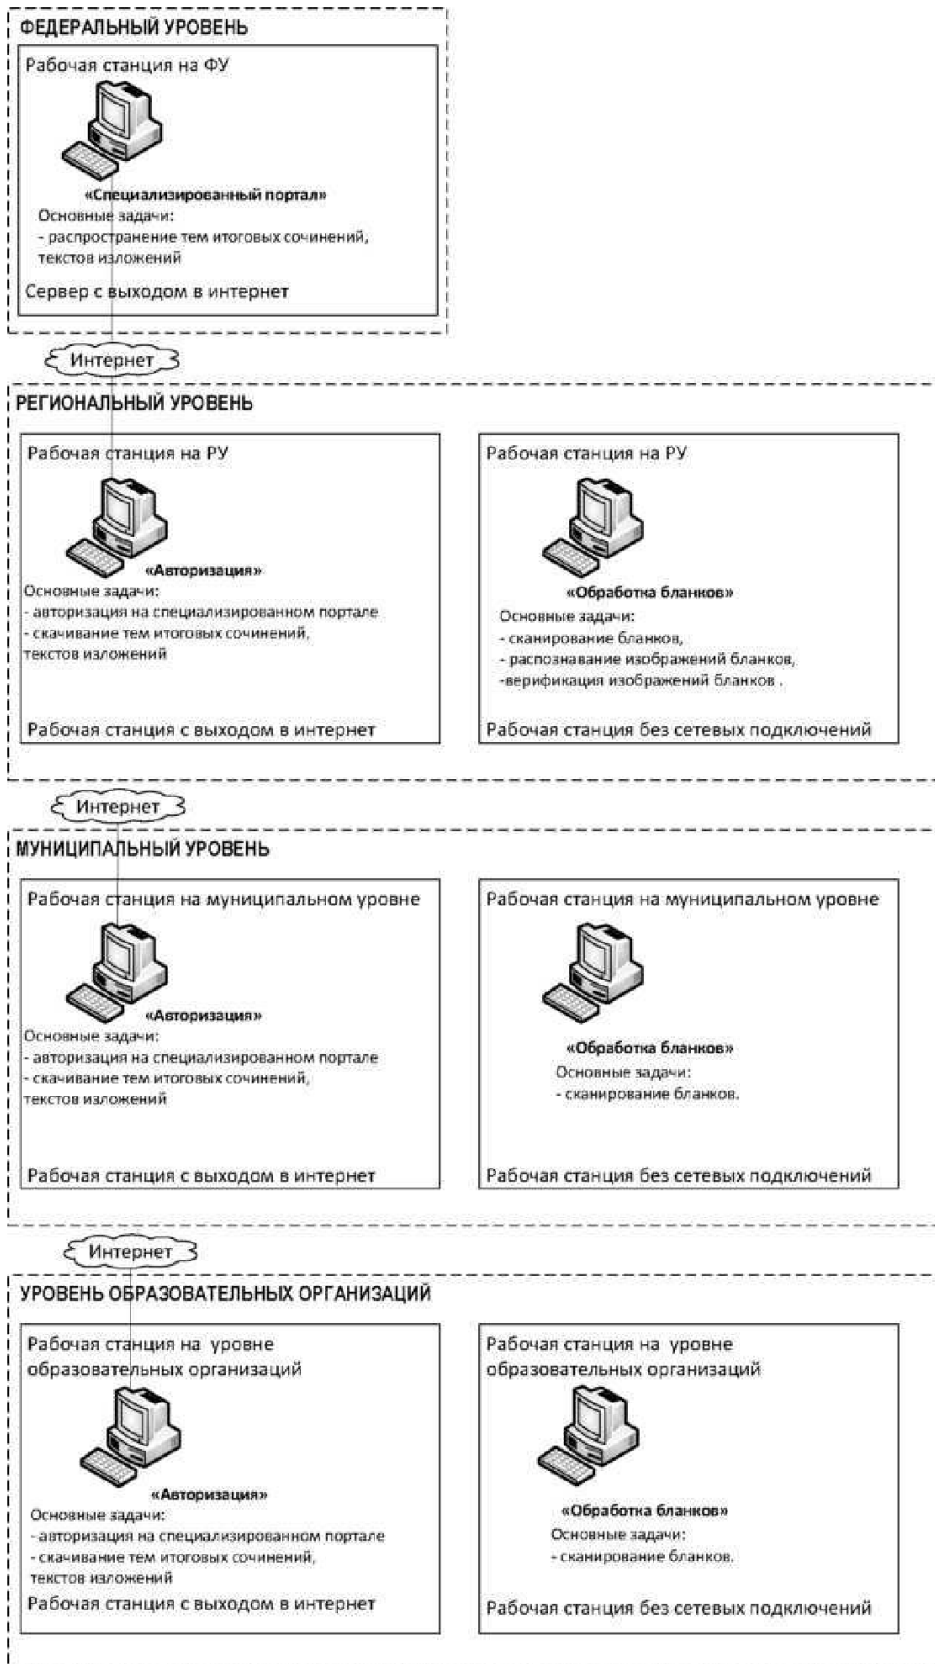 ФЕДЕРАЛЬНЫЙ УРОВЕНЬ
Рабочая станция на ФУ
«Специализированный портал»
Основные задачи:
- распространение тем итоговых сочинений,
текстов изложений
Сервер с выходом в интернет
Интернет
РЕГИОНАЛЬНЫЙ УРОВЕНЬ
Рабочая станция на РУ
«Авторизация»
Основные задачи:
- авторизация на специализированном портале
- скачивание тем итоговых сочинений,
текстов изложений
Рабочая станция с выходом в интернет
Рабочая станция на РУ
«Обработка бланков»
Основные задачи:
- сканирование бланков,
- распознавание изображений бланков,
-верификация изображений бланков .
Рабочая станция без сетевых подключений
Интернет
МУНИЦИПАЛЬНЫЙ УРОВЕНЬ
Рабочая станция на муниципальном уровне
«Авторизация»
Основные задачи:
- авторизация на специализированном портале
- скачивание тем итоговых сочинений,
текстов изложений
Рабочая станция с выходом в интернет
Рабочая станция на муниципальном уровне
«Обработка бланков»
Основные задачи:
- сканирование бланков.
Рабочая станция без сетевых подключений
Интернет
УРОВЕНЬ ОБРАЗОВАТЕЛЬНЫХ ОРГАНИЗАЦИЙ
Рабочая станция на уровне
образовательных организаций
«Авторизация»
Основные задачи:
- авторизация на специализированном портале
- скачивание тем итоговых сочинений,
текстов изложений
Рабочая станция с выходом в интернет
Рабочая станция на уровне
образовательных организаций
«Обработка бланков»
Основные задачи:
- сканирование бланков.
Рабочая станция без сетевых подключений